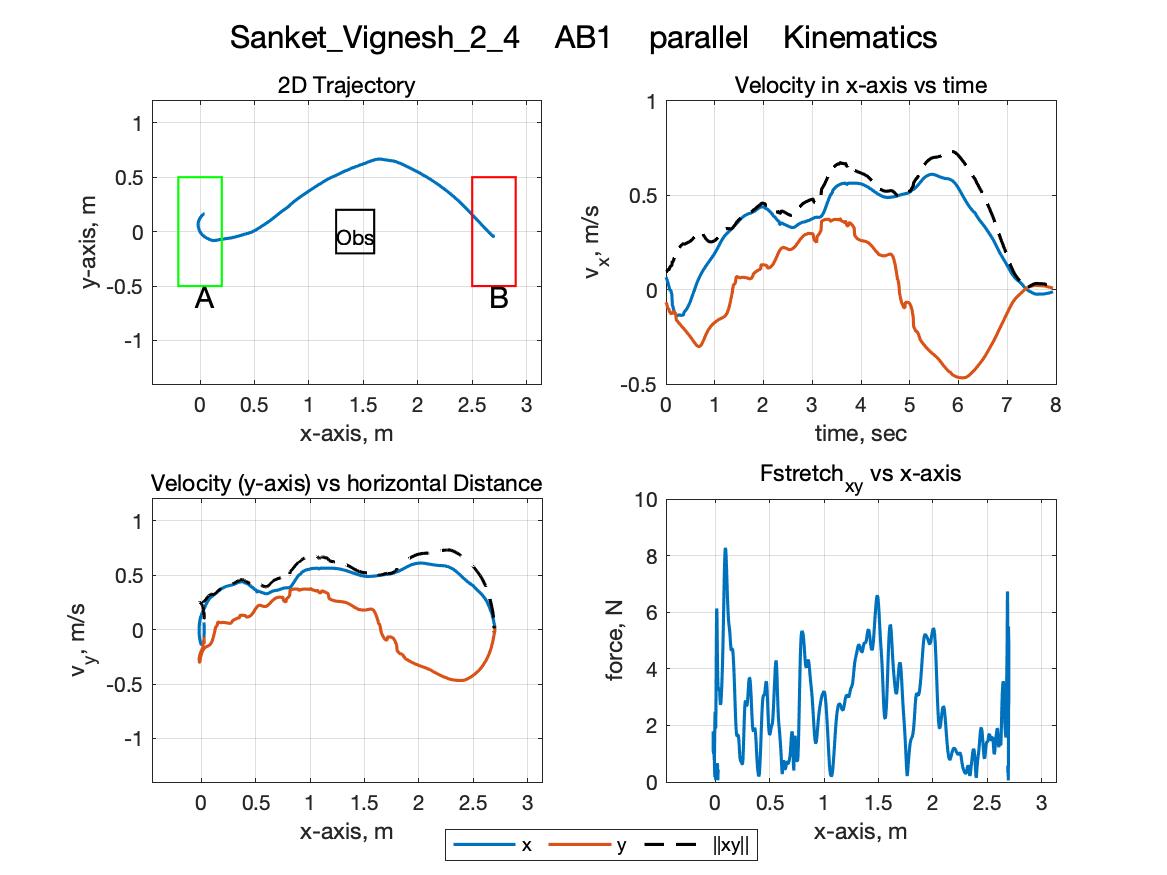 Sanket_Vignesh_2_4 AB1 parallel Kinematics
2D Trajectory
1
0.5
0
-0.5
-1
y-axis, m
Obs
A
B
0 0.5 1 1.5 2 2.5 3
x-axis, m
Velocity in x-axis vs time
1
0.5
0
-0.5
v_x, m/s
0 1 2 3 4 5 6 7 8
time, sec
Velocity (y-axis) vs horizontal Distance
1
0.5
0
-0.5
-1
v_y, m/s
0 0.5 1 1.5 2 2.5 3
x-axis, m
Fstretch_xy vs x-axis
10
8
6
4
2
0
force, N
0 0.5 1 1.5 2 2.5 3
x-axis, m
x y ||xy||